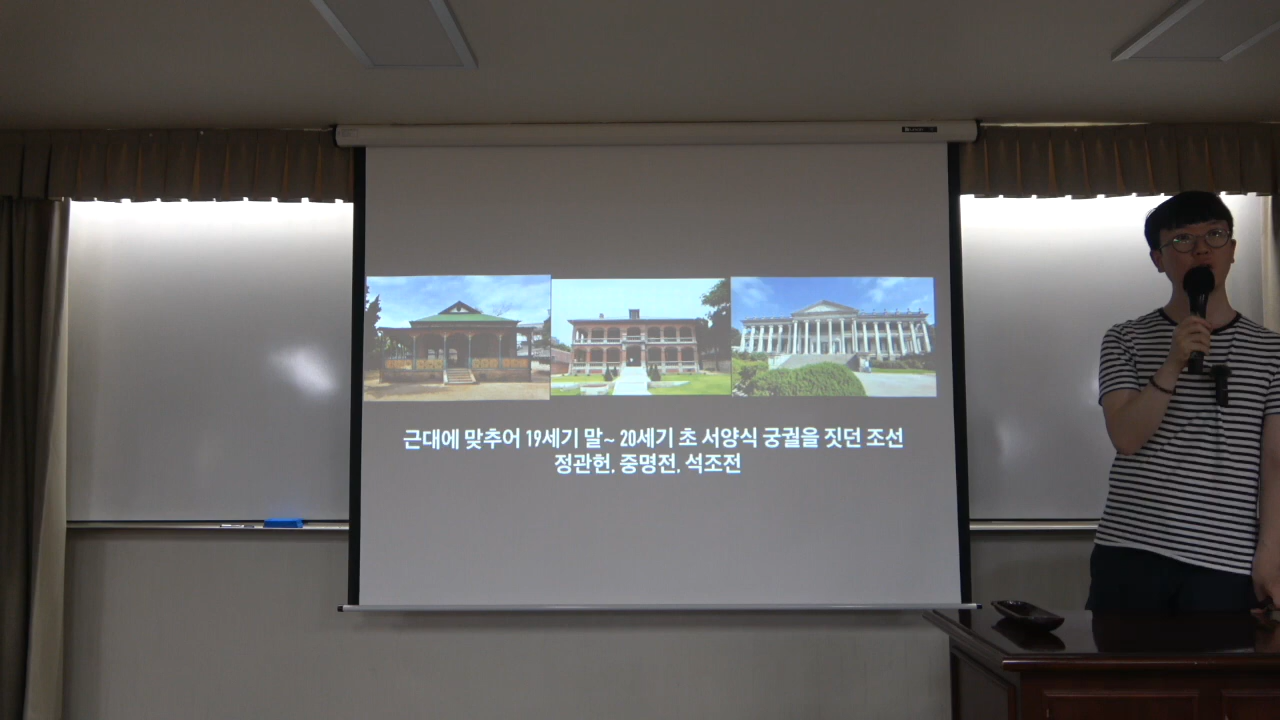 근대에 맞추어 19세기 말~ 20세기 초 서양식 궁궐을 짓던 조선
정관헌, 중명전, 석조전